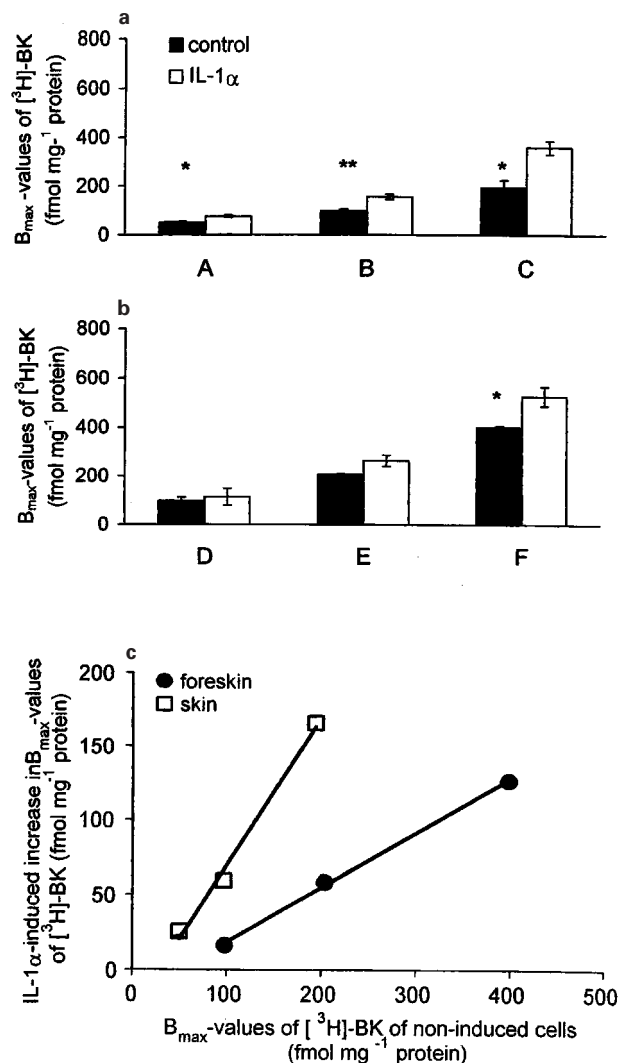 a
800
600
400
200
0
Bmax -values of [³H]-BK
(fmol mg-¹ protein)
control
IL-1α
*
**
*
A B C
b
800
600
400
200
0
Bmax-values of [³H]-BK
(fmol mg⁻¹ protein)
*
D E F
c
200
150
100
50
25
0
IL-1α-induced increase inBmax-values
of [³H]-BK (fmol mg⁻¹ protein)
foreskin
skin
100 200 300 400 500
Bmax-values of [ ³H]-BK of non-induced cells
(fmol mg ⁻¹ protein)